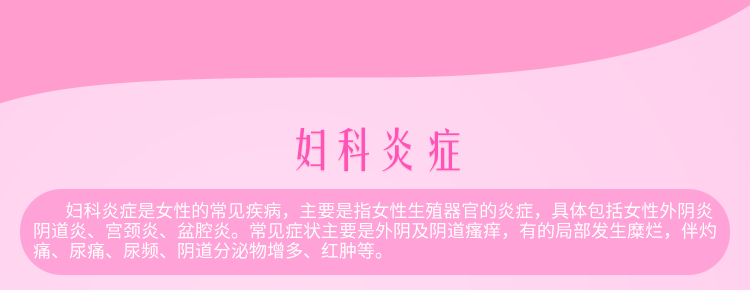 妇科炎症
妇科炎症是女性的常见疾病，主要是指女性生殖器官的炎症，具体包括女性外阴炎
阴道炎、宫颈炎、盆腔炎。常见症状主要是外阴及阴道瘙痒，有的局部发生糜烂，伴灼
痛、尿痛、尿频、阴道分泌物增多、红肿等。